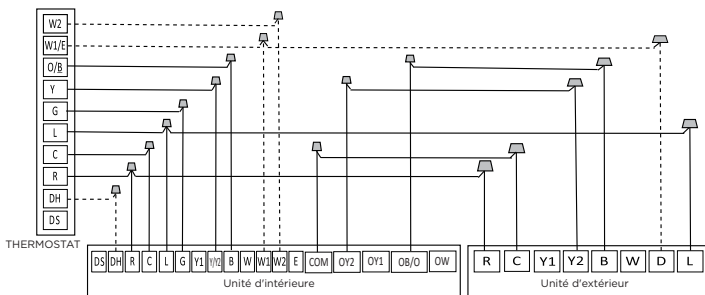 W2
W1/E
O/B
Y
G
L
C
R
DH
DS
THERMOSTAT
DS DH R C L G Y1 Y/Y2 B W W1 W2 E COM OY2 OY1 OB/O OW
Unité d'intérieure
R C Y1 Y2 B W D L
Unité d'extérieur